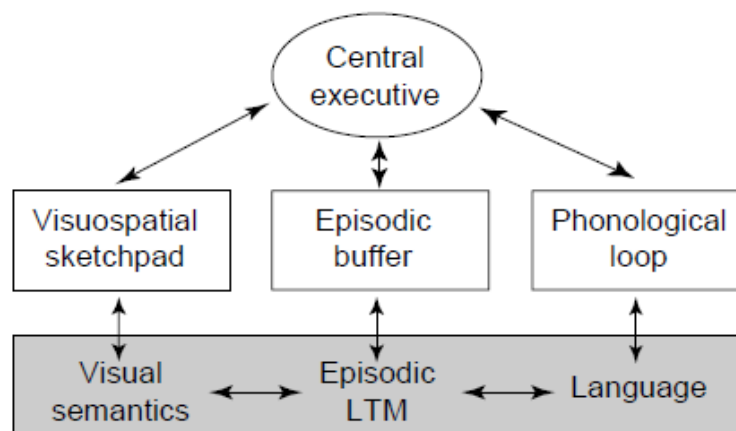 Central
executive
Visuospatial
sketchpad
Episodic
buffer
Phonological
loop
Visual
semantics
Episodic
LTM
Language